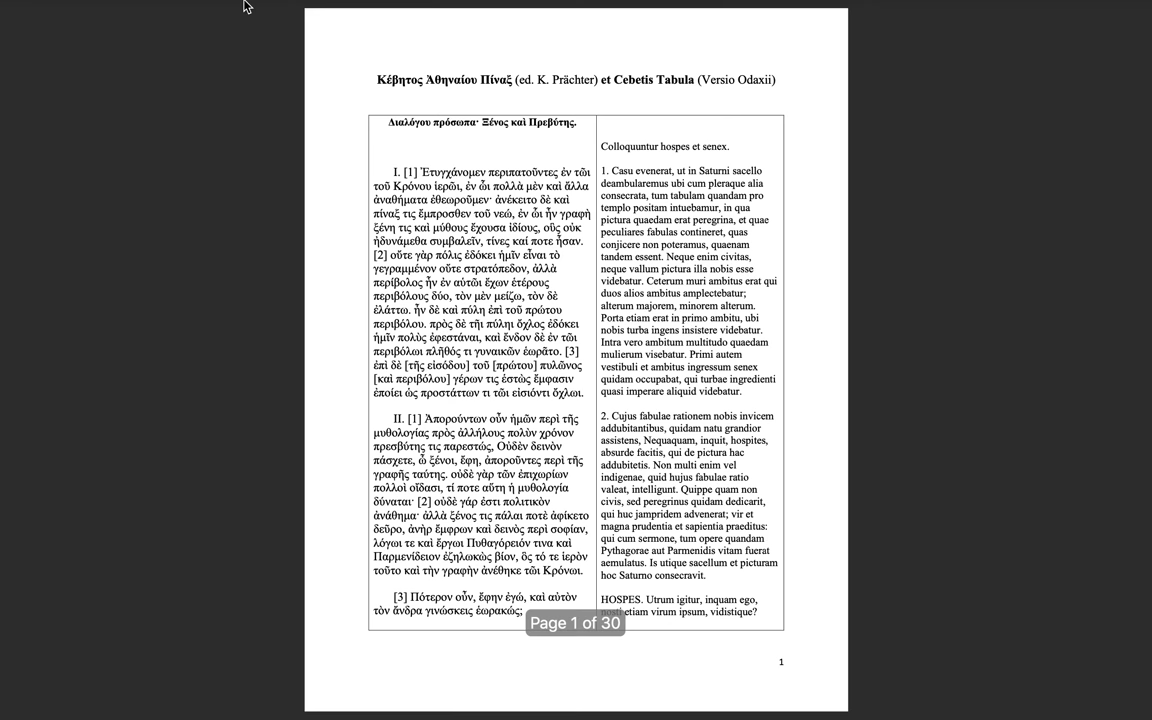 Κέβητος Ἀθηναίου Πίναξ (ed. K. Prächter) et Cebetis Tabula (Versio Odaxii)
Διαλόγου πρόσωπα· Ξένος καὶ Πρεβύτης.
I. [1] Ἐτυγχάνομεν περιπατοῦντες ἐν τῶι
τοῦ Κρόνου ἱερῶι, ἐν ὧι πολλὰ μὲν καὶ ἄλλα
ἀναθήματα ἐθεωροῦμεν· ἀνέκειτο δὲ καὶ
πίναξ τις ἔμπροσθεν τοῦ νεώ, ἐν ὧι ἦν γραφὴ
ξένη τις καὶ μύθους ἔχουσα ἰδίους, οὓς οὐκ
ἠδυνάμεθα συμβαλεῖν, τίνες καί ποτε ἦσαν.
[2] οὔτε γὰρ πόλις ἐδόκει ἡμῖν εἶναι τὸ
γεγραμμένον οὔτε στρατόπεδον, ἀλλὰ
περίβολος ἦν ἐν αὑτῶι ἔχων ἑτέρους
περιβόλους δύο, τὸν μὲν μείζω, τὸν δὲ
ἐλάττω. ἦν δὲ καὶ πύλη ἐπὶ τοῦ πρώτου
περιβόλου. πρὸς δὲ τῆι πύληι ὄχλος ἐδόκει
ἡμῖν πολὺς ἐφεστάναι, καὶ ἔνδον δὲ ἐν τῶι
περιβόλωι πλῆθός τι γυναικῶν ἑωρᾶτο. [3]
ἐπὶ δὲ [τῆς εἰσόδου] τοῦ [πρώτου] πυλῶνος
[καὶ περιβόλου] γέρων τις ἑστὼς ἔμφασιν
ἐποίει ὡς προστάττων τι τῶι εἰσιόντι ὄχλωι.
II. [1] Ἀπορούντων οὖν ἡμῶν περὶ τῆς
μυθολογίας πρὸς ἀλλήλους πολὺν χρόνον
πρεσβύτης τις παρεστώς, Οὐδὲν δεινὸν
πάσχετε, ὦ ξένοι, ἔφη, ἀποροῦντες περὶ τῆς
γραφῆς ταύτης. οὐδὲ γὰρ τῶν ἐπιχωρίων
πολλοὶ οἴδασι, τί ποτε αὕτη ἡ μυθολογία
δύναται· [2] οὐδὲ γάρ ἐστι πολιτικὸν
ἀνάθημα· ἀλλὰ ξένος τις πάλαι ποτὲ ἀφίκετο
δεῦρο, ἀνὴρ ἔμφρων καὶ δεινὸς περὶ σοφίαν,
λόγωι τε καὶ ἔργωι Πυθαγόρειόν τινα καὶ
Παρμενίδειον ἐζηλωκὼς βίον, ὃς τό τε ἱερὸν
τοῦτο καὶ τὴν γραφὴν ἀνέθηκε τῶι Κρόνωι.
[3] Πότερον οὖν, ἔφην ἐγώ, καὶ αὐτὸν
τὸν ἄνδρα γινώσκεις ἑωρακώς;
Colloquuntur hospes et senex.
1. Casu evenerat, ut in Saturni sacello
deambularemus ubi cum pleraque alia
consecrata, tum tabulam quandam pro
templo positam intuebamur, in qua
pictura quaedam erat peregrina, et quae
peculiares fabulas contineret, quas
conjicere non poteramus, quaenam
tandem essent. Neque enim civitas,
neque vallum pictura illa nobis esse
videbatur. Ceterum muri ambitus erat qui
duos alios ambitus amplectebatur;
alterum majorem, minorem alterum.
Porta etiam erat in primo ambitu, ubi
nobis turba ingens insistere videbatur.
Intra vero ambitum multitudo quaedam
mulierum visebatur. Primi autem
vestibuli et ambitus ingressum senex
quidam occupabat, qui turbae ingredienti
quasi imperare aliquid videbatur.
2. Cujus fabulae rationem nobis invicem
addubitantibus, quidam natu grandior
assistens, Nequaquam, inquit, hospites,
absurde facitis, qui de pictura hac
addubitetis. Non multi enim vel
indigenae, quid hujus fabulae ratio
valeat, intelligunt. Quippe quam non
civis, sed peregrinus quidam dedicarit,
qui huc jampridem advenerat; vir et
magna prudentia et sapientia praeditus:
qui cum sermone, tum opere quandam
Pythagorae aut Parmenidis vitam fuerat
aemulatus. Is utique sacellum et picturam
hoc Saturno consecravit.
HOSPES. Utrum igitur, inquam ego,
etiam virum ipsum, vidistique?
Page 1 of 30
1